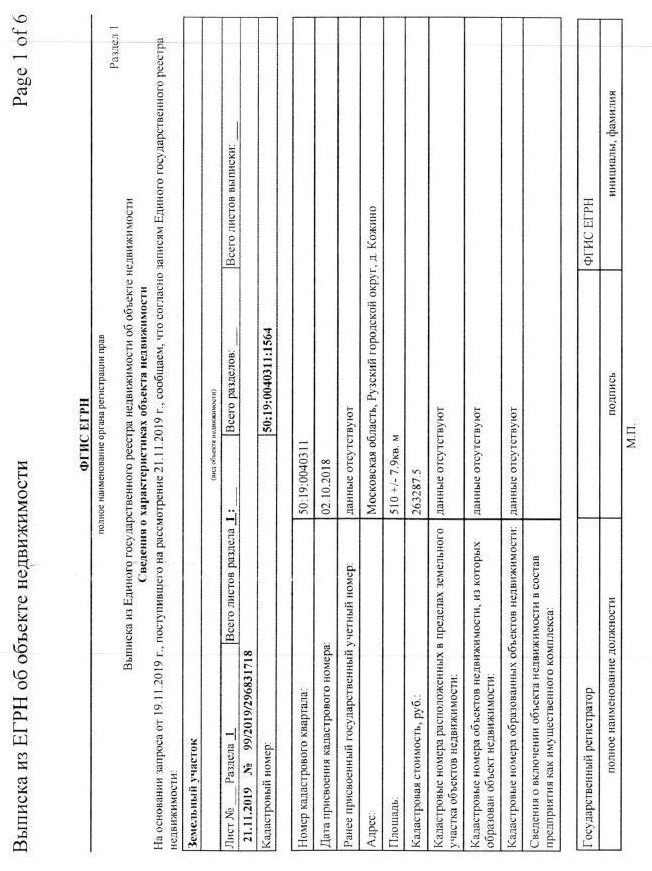 Выписка из ЕГРН об объекте недвижимости
Page 1 of 6
ФГИС ЕГРН
полное наименование органа регистрации прав
Раздел 1
Выписка из Единого государственного реестра недвижимости об объекте недвижимости
Сведения о характеристиках объекта недвижимости
На основании запроса от 19.11.2019 г., поступившего на рассмотрение 21.11.2019 г., сообщаем, что согласно записям Единого государственного реестра
недвижимости:
Земельный участок
(вид объекта недвижимости)
Лист № ___ Раздела 1
Всего листов раздела 1 : ___
Всего разделов: ___
Всего листов выписки: ___
21.11.2019 № 99/2019/296831718
Кадастровый номер:
50:19:0040311:1564
Номер кадастрового квартала:
50:19:0040311
Дата присвоения кадастрового номера:
02.10.2018
Ранее присвоенный государственный учетный номер:
данные отсутствуют
Адрес:
Московская область, Рузский городской округ, д. Кожино
Площадь:
510 +/- 7.9кв. м
Кадастровая стоимость, руб.:
263287.5
Кадастровые номера расположенных в пределах земельного
участка объектов недвижимости:
данные отсутствуют
Кадастровые номера объектов недвижимости, из которых
образован объект недвижимости:
данные отсутствуют
Кадастровые номера образованных объектов недвижимости:
данные отсутствуют
Сведения о включении объекта недвижимости в состав
предприятия как имущественного комплекса:
Государственный регистратор
ФГИС ЕГРН
полное наименование должности
подпись
инициалы, фамилия
М.П.